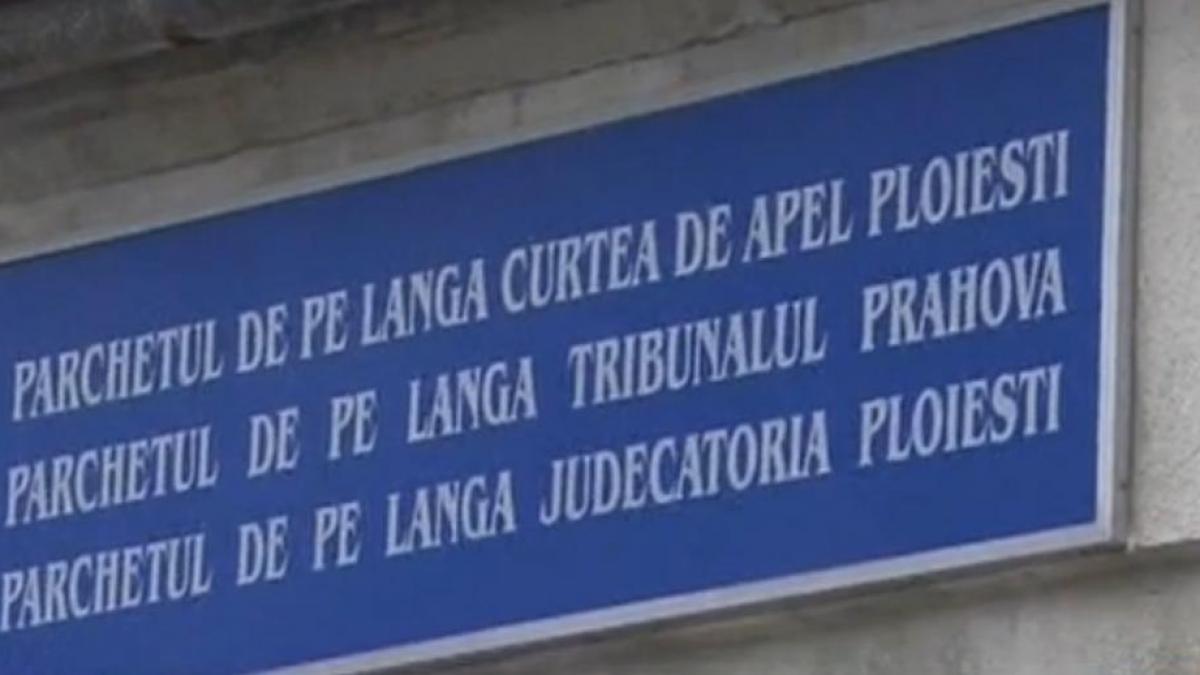 PARCHETUL DE PE LANGA CURTEA DE APEL PLOIESTI
PARCHETUL DE PE LANGA TRIBUNALUL PRAHOVA
PARCHETUL DE PE LANGA JUDECATORIA PLOIESTI